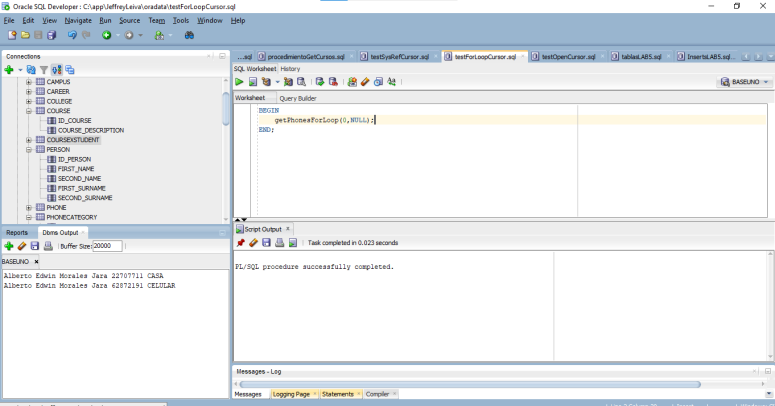 Oracle SQL Developer : C:\app\JeffreyLeiva\oradata\testForLoopCursor.sql
File Edit View Navigate Run Source Team Tools Window Help
Connections
CAMPUS
CAREER
COLLEGE
COURSE
ID_COURSE
COURSE_DESCRIPTION
COURSEXSTUDENT
PERSON
ID_PERSON
FIRST_NAME
SECOND_NAME
FIRST_SURNAME
SECOND_SURNAME
PHONE
PHONECATEGORY
Reports Dbms Output
Buffer Size: 20000
BASEUNO
Alberto Edwin Morales Jara 22707711 CASA
Alberto Edwin Morales Jara 62872191 CELULAR
...sql procedimientoGetCursos.sql testSysRefCursor.sql testForLoopCursor.sql testOpenCursor.sql tablasLAB5.sql InsertsLAB5.sql...
SQL Worksheet History
BASEUNO
Worksheet Query Builder
BEGIN
getPhonesForLoop(0,NULL);
END;
Script Output
Task completed in 0.023 seconds
PL/SQL procedure successfully completed.
Messages - Log
Messages Logging Page Statements Compiler